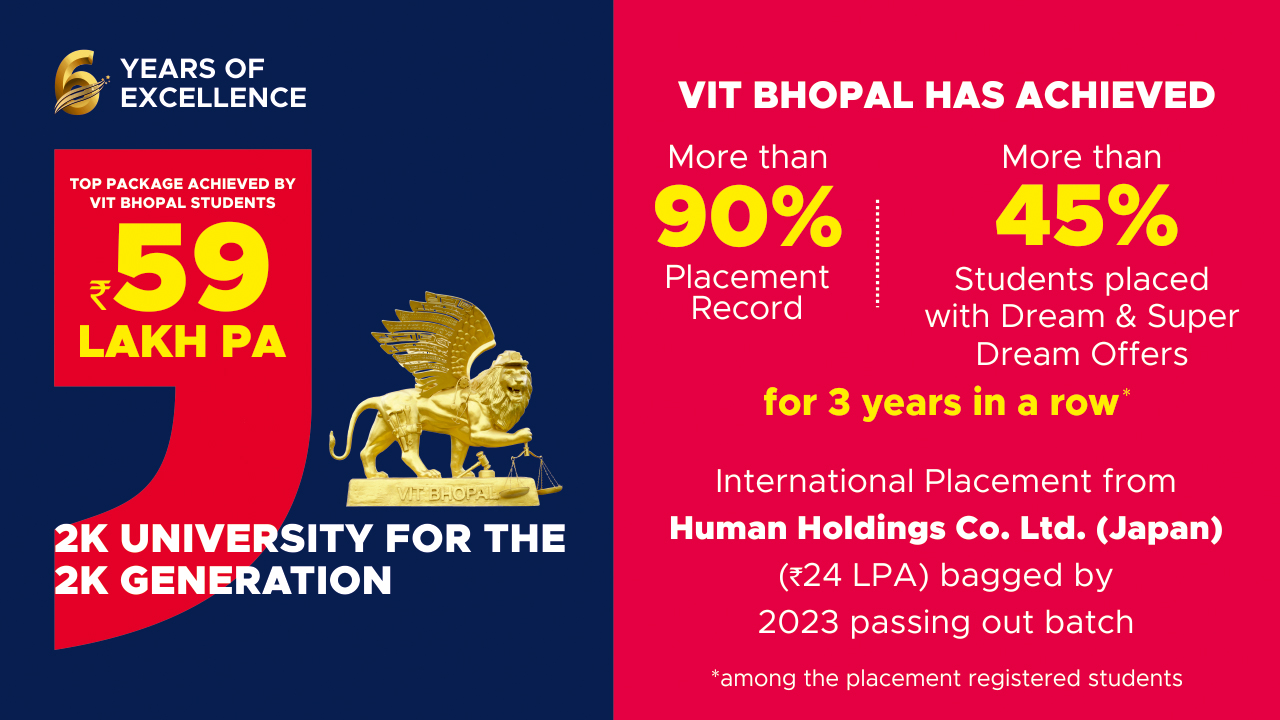 6 YEARS OF
EXCELLENCE
TOP PACKAGE ACHIEVED BY
VIT BHOPAL STUDENTS
₹59
LAKH PA
VIT BHOPAL
2K UNIVERSITY FOR THE
2K GENERATION
VIT BHOPAL HAS ACHIEVED
More than
90%
Placement
Record
More than
45%
Students placed
with Dream & Super
Dream Offers
for 3 years in a row*
International Placement from
Human Holdings Co. Ltd. (Japan)
(₹24 LPA) bagged by
2023 passing out batch
*among the placement registered students